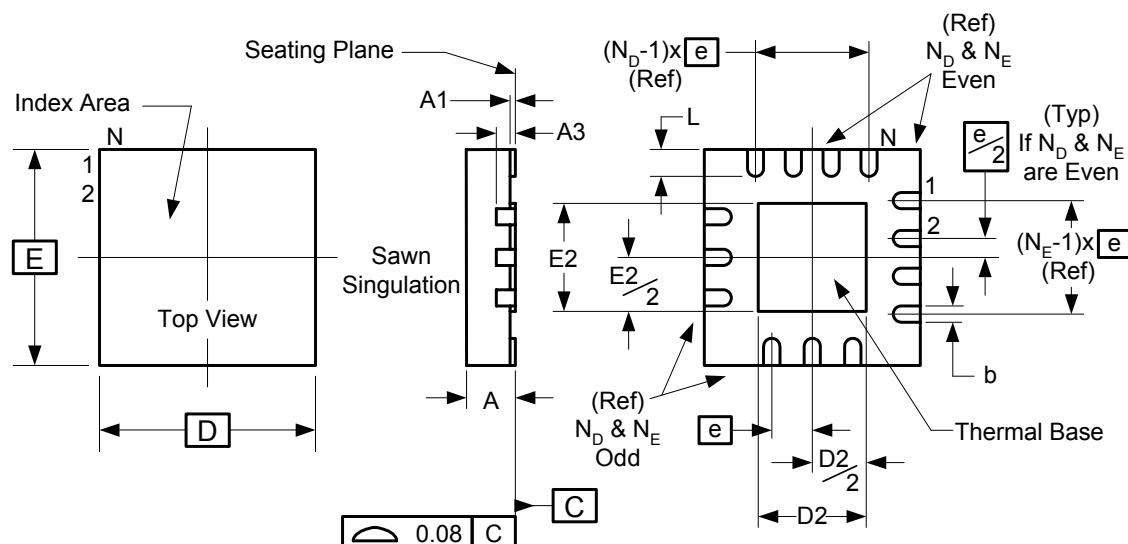 Seating Plane
Index Area
A1
A3
N
1
2
E
Top View
D
Sawn
Singulation
A
0.08 C
C
(N_D-1)x e
(Ref)
(Ref)
N_D & N_E
Even
L
N
e/2
(Typ)
If N_D & N_E
are Even
1
2
(N_E-1)x e
(Ref)
E2
E2/2
b
(Ref)
N_D & N_E
Odd
e
Thermal Base
D2/2
D2